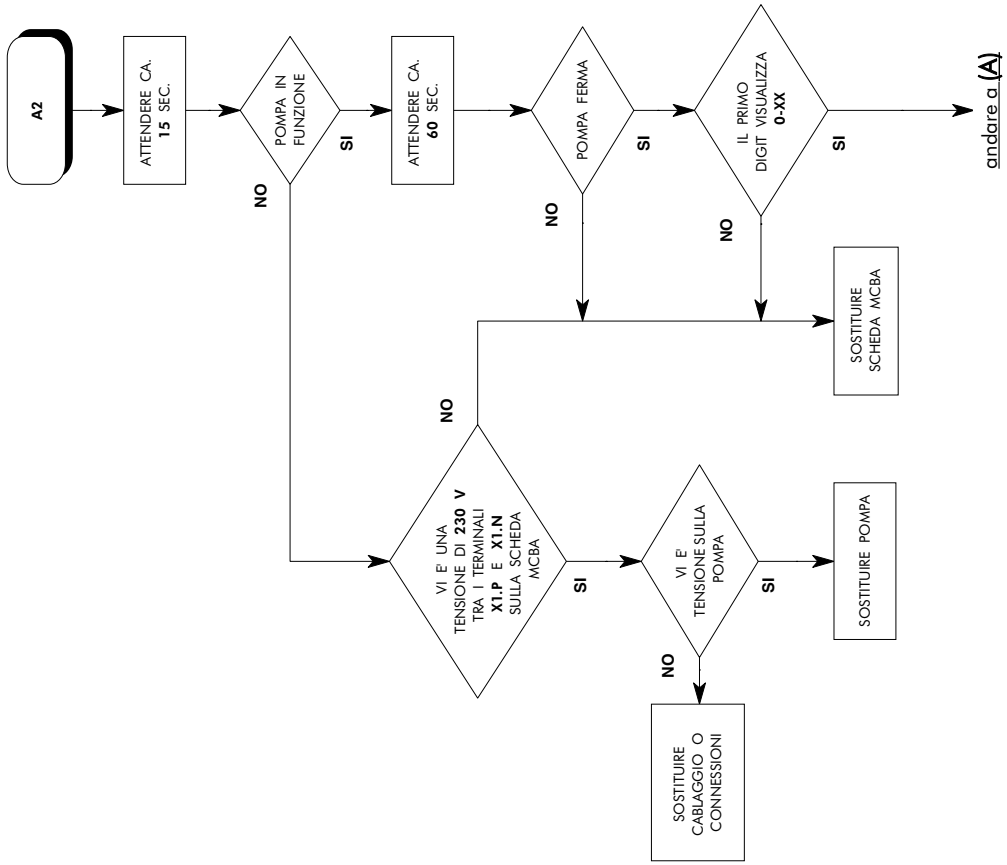 A2
ATTENDERE CA.
15 SEC.
POMPA IN
FUNZIONE
NO
SI
ATTENDERE CA.
60 SEC.
POMPA FERMA
NO
SI
IL PRIMO
DIGIT VISUALIZZA
0-XX
NO
SI
andare a (A)
VI E' UNA
TENSIONE DI 230 V
TRA I TERMINALI
X1.P E X1.N
SULLA SCHEDA
MCBA
NO
SI
SOSTITUIRE
SCHEDA MCBA
VI E'
TENSIONE SULLA
POMPA
NO
SI
SOSTITUIRE POMPA
SOSTITUIRE
CABLAGGIO O
CONNESSIONI